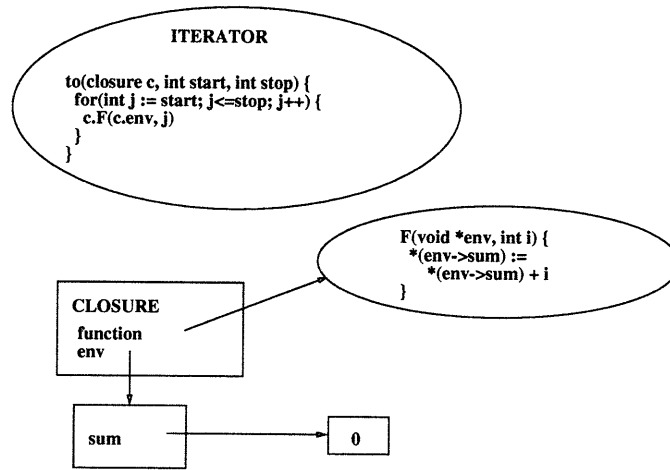 ITERATOR
to(closure c, int start, int stop) {
for(int j := start; j<=stop; j++) {
c.F(c.env, j)
}
}
F(void *env, int i) {
*(env->sum) :=
*(env->sum) + i
}
CLOSURE
function
env
sum
0